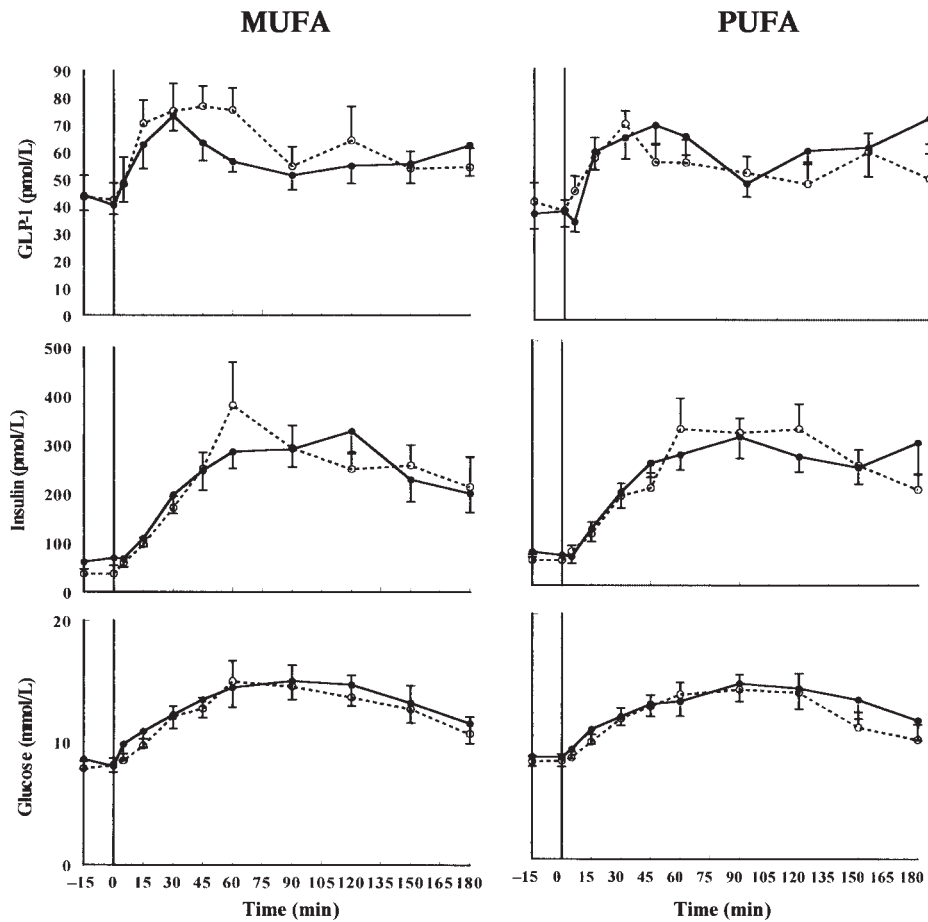 MUFA PUFA
90
80
70
60
50
40
30
20
10
0
GLP-1 (pmol/L)
500
400
300
200
100
0
Insulin (pmol/L)
20
10
0
Glucose (mmol/L)
–15 0 15 30 45 60 90 105 120 135 150 165 180
–15 0 15 30 45 60 90 105 120 135 150 165 180
Time (min) Time (min)